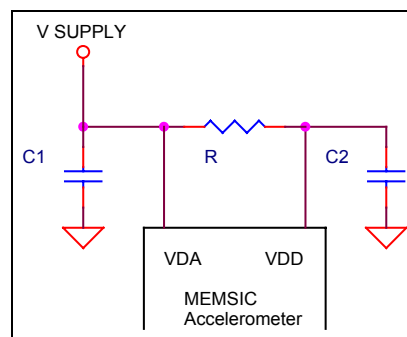 V SUPPLY
C1
R
C2
VDA
VDD
MEMSIC
Accelerometer